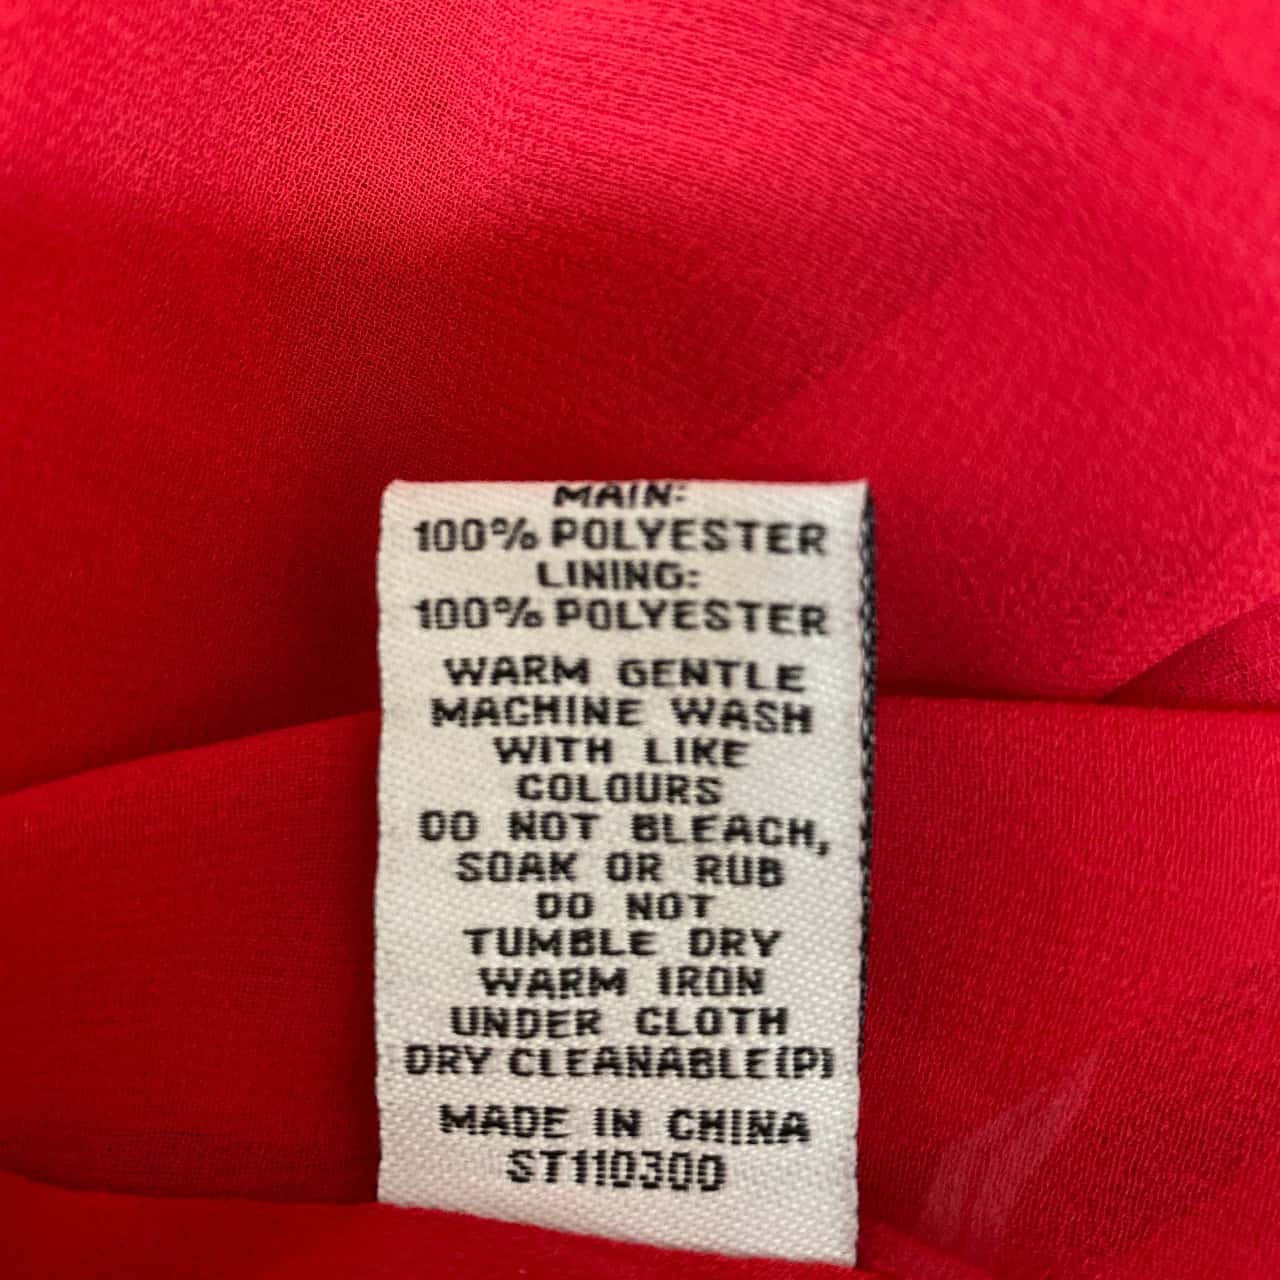 MAIN:
100% POLYESTER
LINING:
100% POLYESTER
WARM GENTLE
MACHINE WASH
WITH LIKE
COLOURS
DO NOT BLEACH,
SOAK OR RUB
DO NOT
TUMBLE DRY
WARM IRON
UNDER CLOTH
DRY CLEANABLE(P)
MADE IN CHINA
ST110300